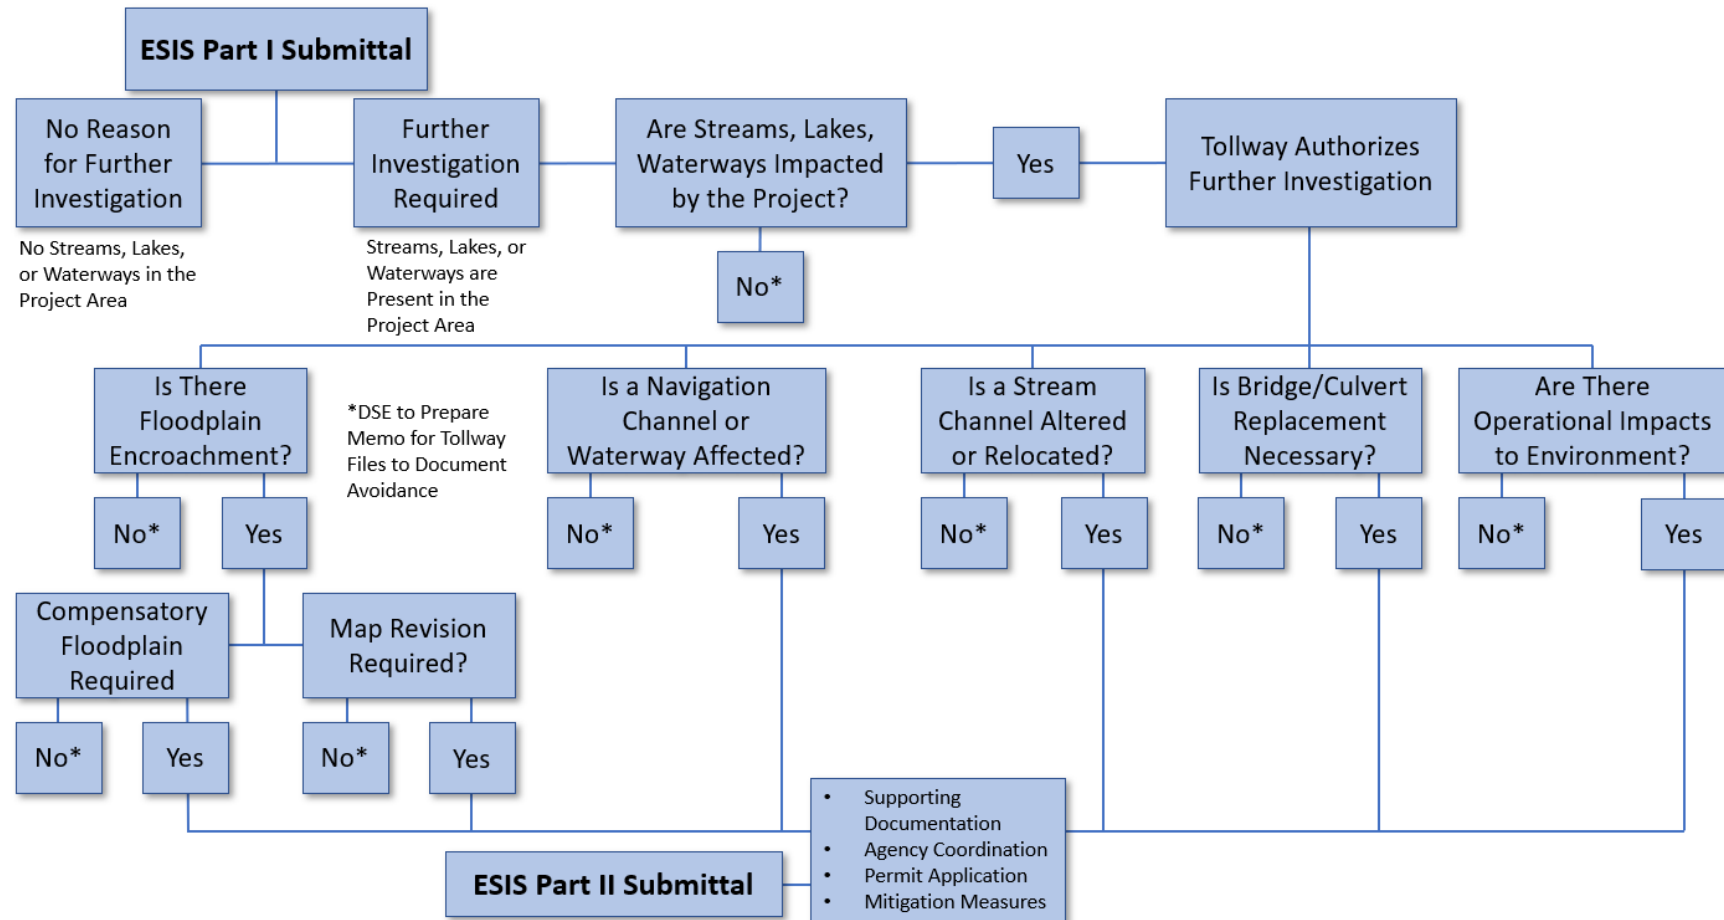 ESIS Part I Submittal
No Reason
for Further
Investigation
Further
Investigation
Required
Are Streams, Lakes,
Waterways Impacted
by the Project?
Yes
Tollway Authorizes
Further Investigation
No Streams, Lakes,
or Waterways in the
Project Area
Streams, Lakes, or
Waterways are
Present in the
Project Area
No*
Is There
Floodplain
Encroachment?
*DSE to Prepare
Memo for Tollway
Files to Document
Avoidance
Is a Navigation
Channel or
Waterway Affected?
Is a Stream
Channel Altered
or Relocated?
Is Bridge/Culvert
Replacement
Necessary?
Are There
Operational Impacts
to Environment?
No*
Yes
No*
Yes
No*
Yes
No*
Yes
No*
Yes
Compensatory
Floodplain
Required
Map Revision
Required?
No*
Yes
No*
Yes
• Supporting
Documentation
• Agency Coordination
• Permit Application
• Mitigation Measures
ESIS Part II Submittal